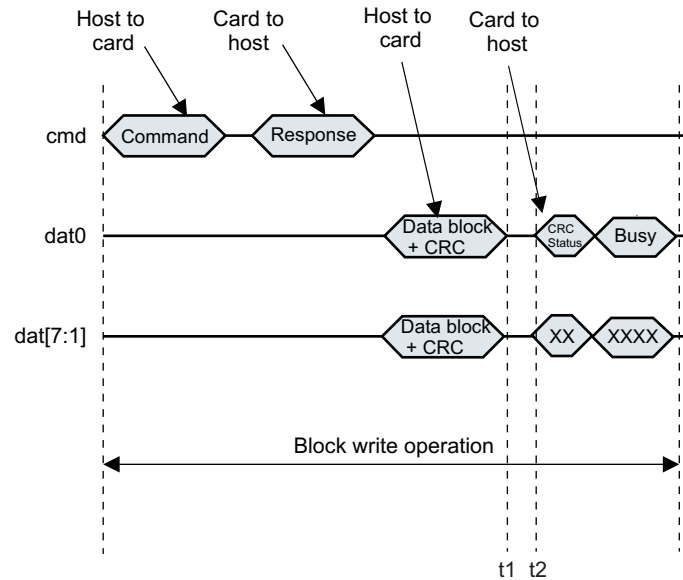 Host to
card
Card to
host
Host to
card
Card to
host
cmd
Command
Response
dat0
Data block
+ CRC
CRC
Status
Busy
dat[7:1]
Data block
+ CRC
XX
XXXX
Block write operation
t1
t2